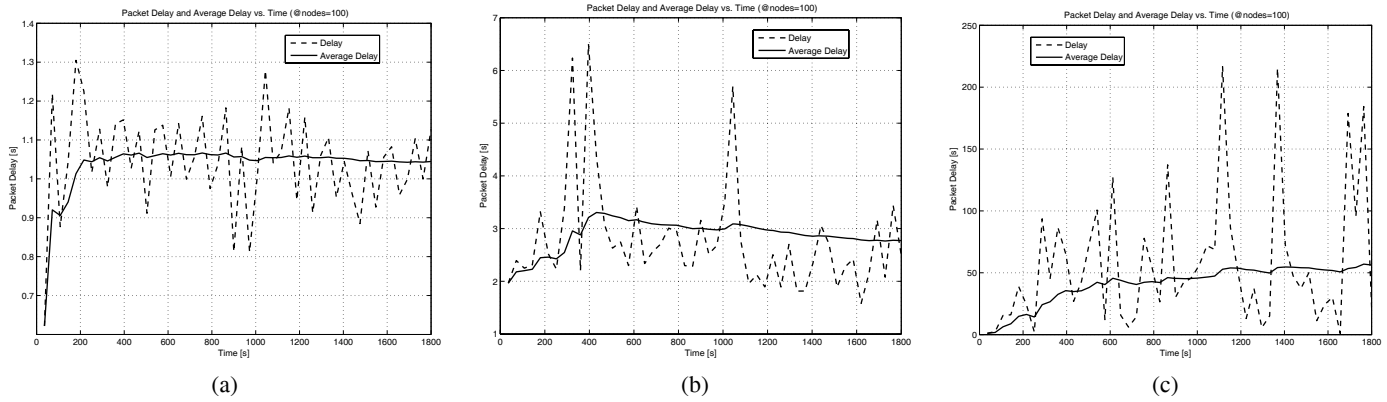 Packet Delay and Average Delay vs. Time (@nodes=100)
1.4
1.3
1.2
1.1
1
0.9
0.8
0.7
Packet Delay [s]
Delay
Average Delay
0 200 400 600 800 1000 1200 1400 1600 1800
Time [s]
(a)
Packet Delay and Average Delay vs. Time (@nodes=100)
7
6
5
4
3
2
1
Packet Delay [s]
Delay
Average Delay
0 200 400 600 800 1000 1200 1400 1600 1800
Time [s]
(b)
Packet Delay and Average Delay vs. Time (@nodes=100)
250
200
150
100
50
0
Packet Delay [s]
Delay
Average Delay
0 200 400 600 800 1000 1200 1400 1600 1800
Time [s]
(c)